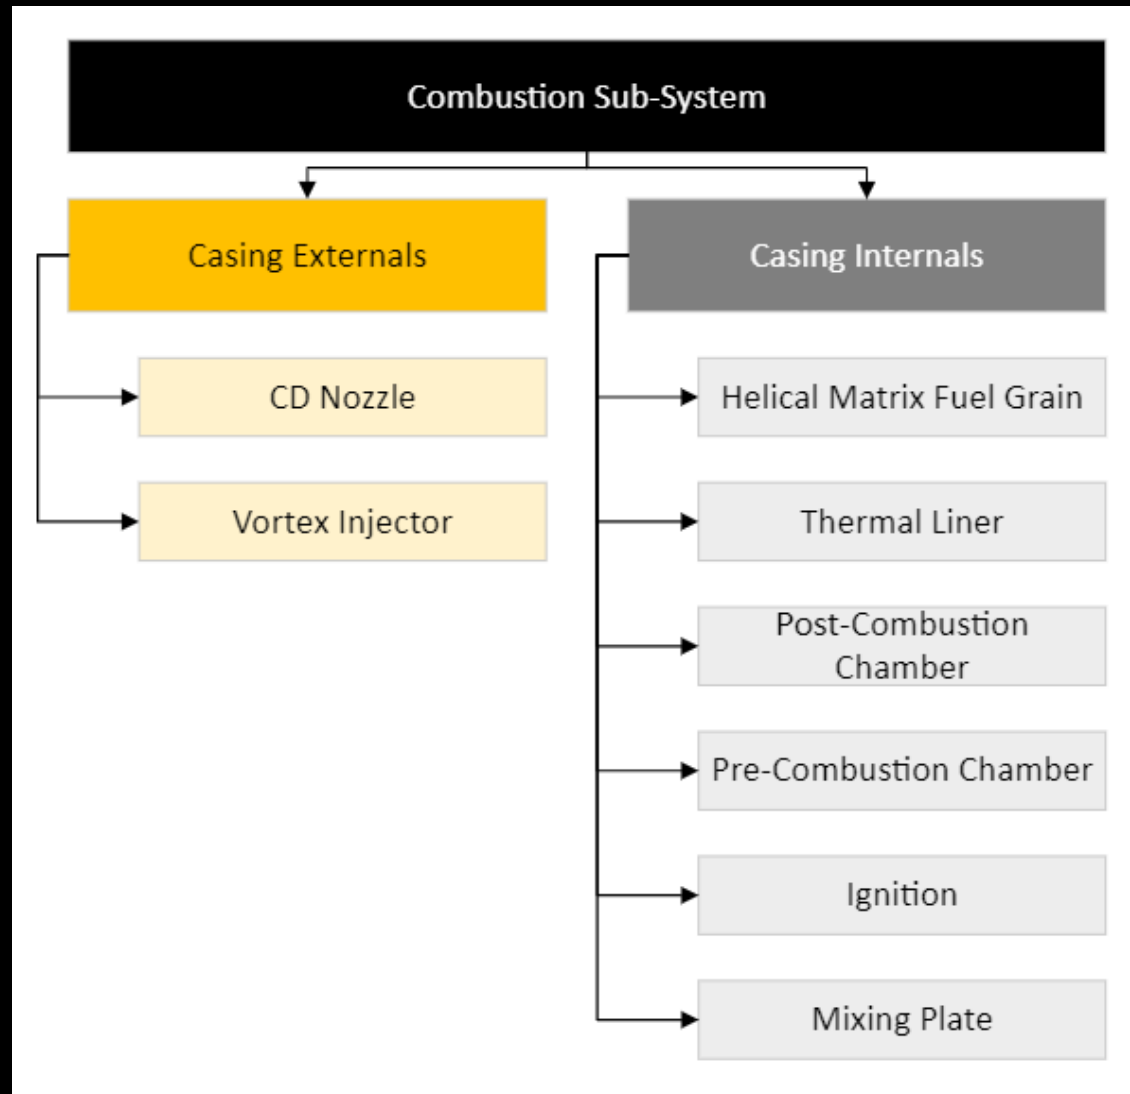 Combustion Sub-System
Casing Externals
CD Nozzle
Vortex Injector
Casing Internals
Helical Matrix Fuel Grain
Thermal Liner
Post-Combustion
Chamber
Pre-Combustion Chamber
Ignition
Mixing Plate